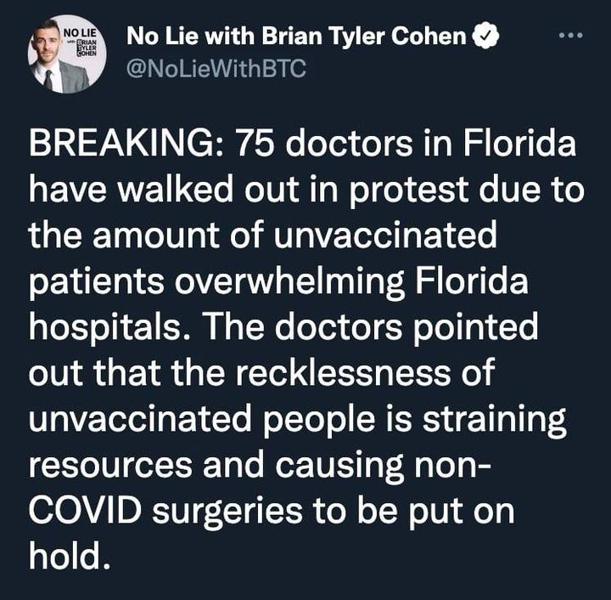 NO LIE
with BRIAN
TYLER
COHEN
No Lie with Brian Tyler Cohen
@NoLieWithBTC
BREAKING: 75 doctors in Florida
have walked out in protest due to
the amount of unvaccinated
patients overwhelming Florida
hospitals. The doctors pointed
out that the recklessness of
unvaccinated people is straining
resources and causing non-
COVID surgeries to be put on
hold.